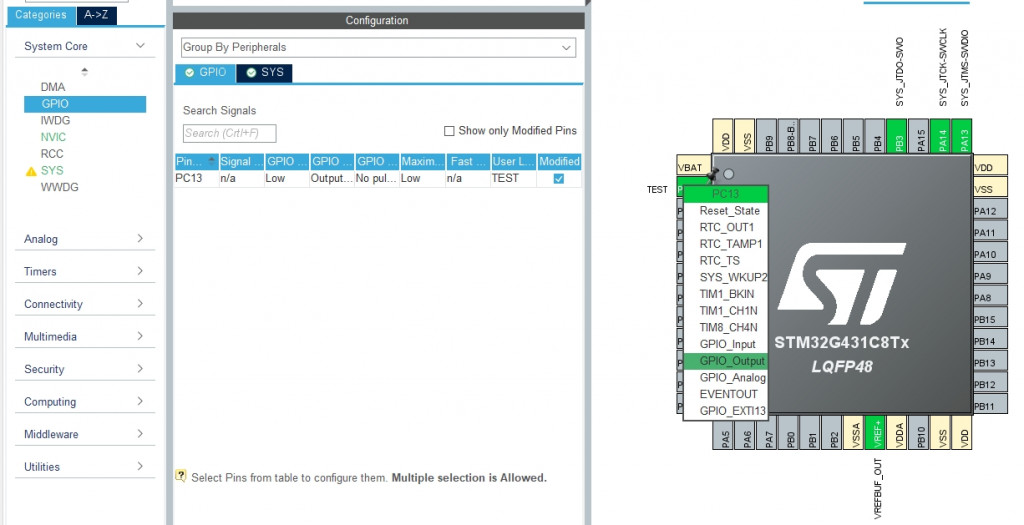 Categories
A->Z
System Core
DMA
GPIO
IWDG
NVIC
RCC
SYS
WWDG
Analog
Timers
Connectivity
Multimedia
Security
Computing
Middleware
Utilities
Configuration
Group By Peripherals
GPIO
SYS
Search Signals
Search (Crtl+F)
Show only Modified Pins
Pin... Signal ... GPIO ... GPIO ... GPIO ... Maxim... Fast ... User L... Modified
PC13 n/a Low Output... No pul... Low n/a TEST
Select Pins from table to configure them. Multiple selection is Allowed.
SYS_JTDO-SWO
SYS_JTCK-SWCLK
SYS_JTMS-SWDIO
VDD
VSS
PB9
PB8-B..
PB7
PB6
PB5
PB4
PB3
PA15
PA14
PA13
VBAT
TEST
PC13
Reset_State
RTC_OUT1
RTC_TAMP1
RTC_TS
SYS_WKUP2
TIM1_BKIN
TIM1_CH1N
TIM8_CH4N
GPIO_Input
GPIO_Output
GPIO_Analog
EVENTOUT
GPIO_EXTI13
STM32G431C8Tx
LQFP48
VDD
VSS
PA12
PA11
PA10
PA9
PA8
PB15
PB14
PB13
PB12
PB11
PA5
PA6
PA7
PB0
PB1
PB2
VSSA
VREF+
VDDA
PB10
VSS
VDD
VREFBUF_OUT